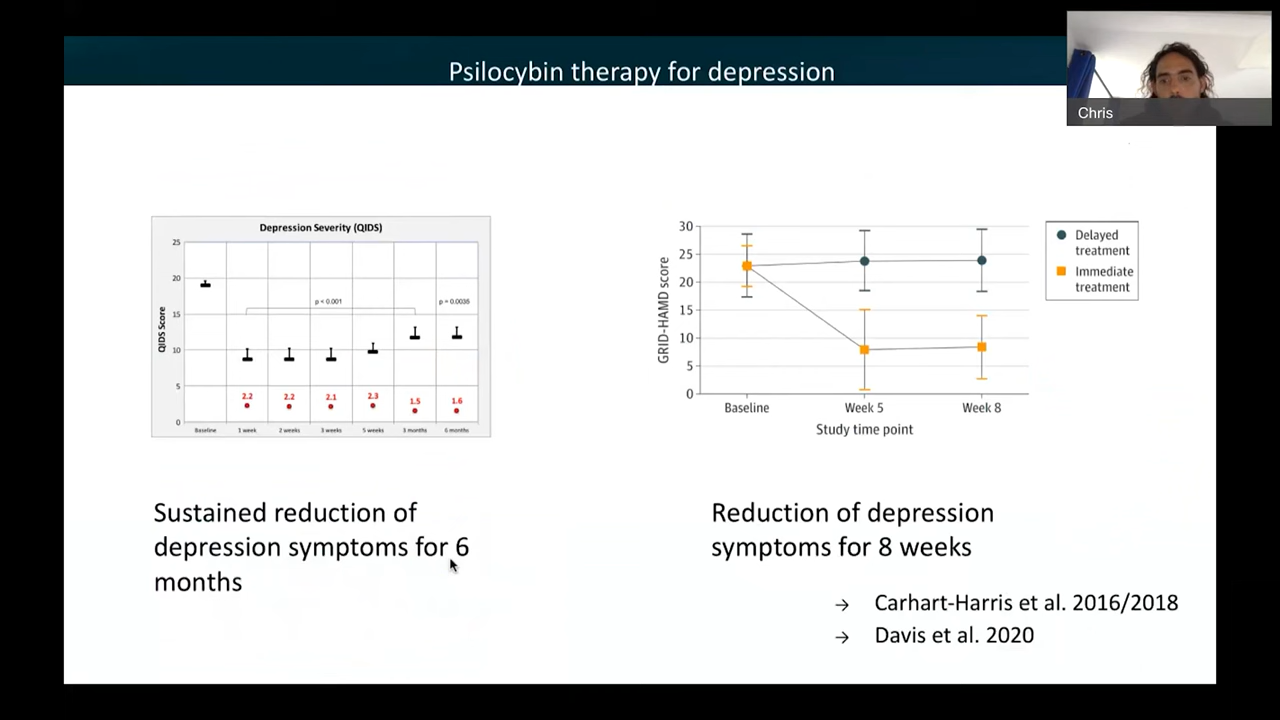 Psilocybin therapy for depression
Chris
Depression Severity (QIDS)
QIDS Score
25
20
15
10
5
0
p < 0.001
p = 0.0035
2.2
2.2
2.1
2.3
1.5
1.6
Baseline
1 week
2 weeks
3 weeks
5 weeks
3 months
6 months
GRID-HAMD score
30
25
20
15
10
5
0
Baseline
Week 5
Week 8
Study time point
Delayed
treatment
Immediate
treatment
Sustained reduction of
depression symptoms for 6
months
Reduction of depression
symptoms for 8 weeks
→ Carhart-Harris et al. 2016/2018
→ Davis et al. 2020